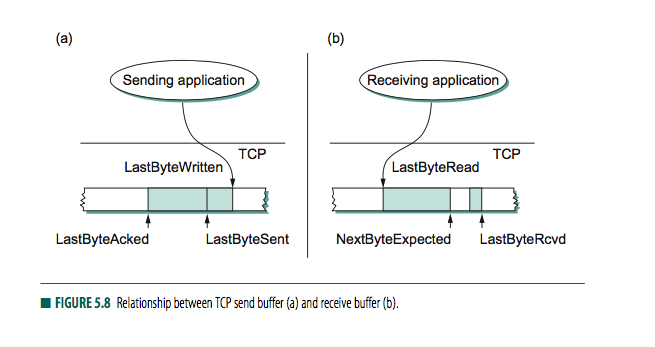 (a)
Sending application
TCP
LastByteWritten
LastByteAcked
LastByteSent
(b)
Receiving application
TCP
LastByteRead
NextByteExpected
LastByteRcvd
■ FIGURE 5.8 Relationship between TCP send buffer (a) and receive buffer (b).